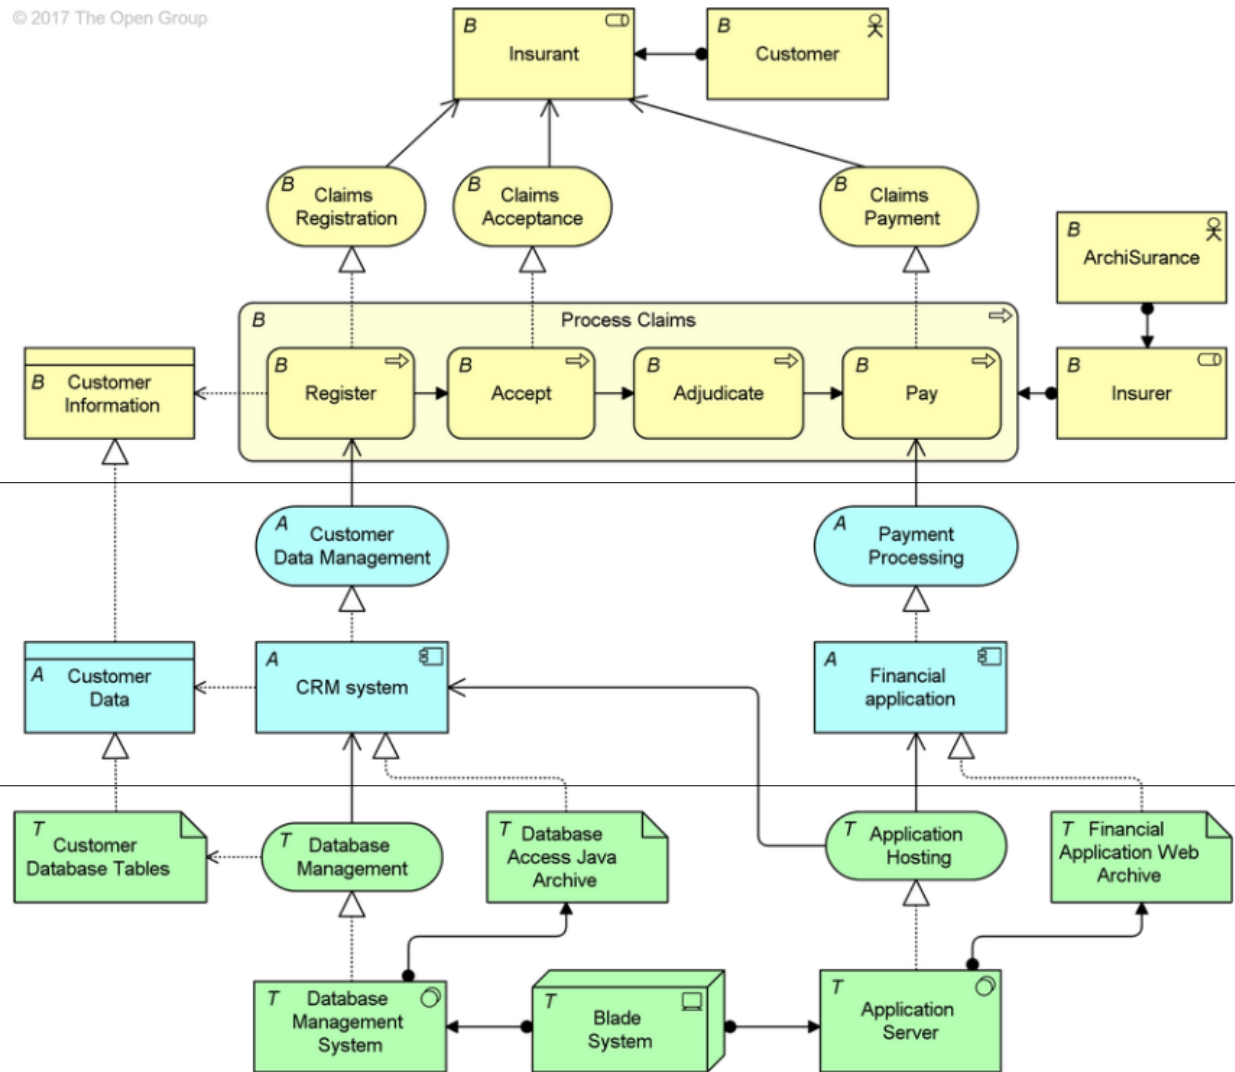 © 2017 The Open Group
B
Insurant
B
Customer
B
Claims
Registration
B
Claims
Acceptance
B
Claims
Payment
B
ArchiSurance
B
Process Claims
B
Customer
Information
B
Register
B
Accept
B
Adjudicate
B
Pay
B
Insurer
A
Customer
Data Management
A
Payment
Processing
A
Customer
Data
A
CRM system
A
Financial
application
T
Customer
Database Tables
T
Database
Management
T
Database
Access Java
Archive
T
Application
Hosting
T
Financial
Application Web
Archive
T
Database
Management
System
T
Blade
System
T
Application
Server